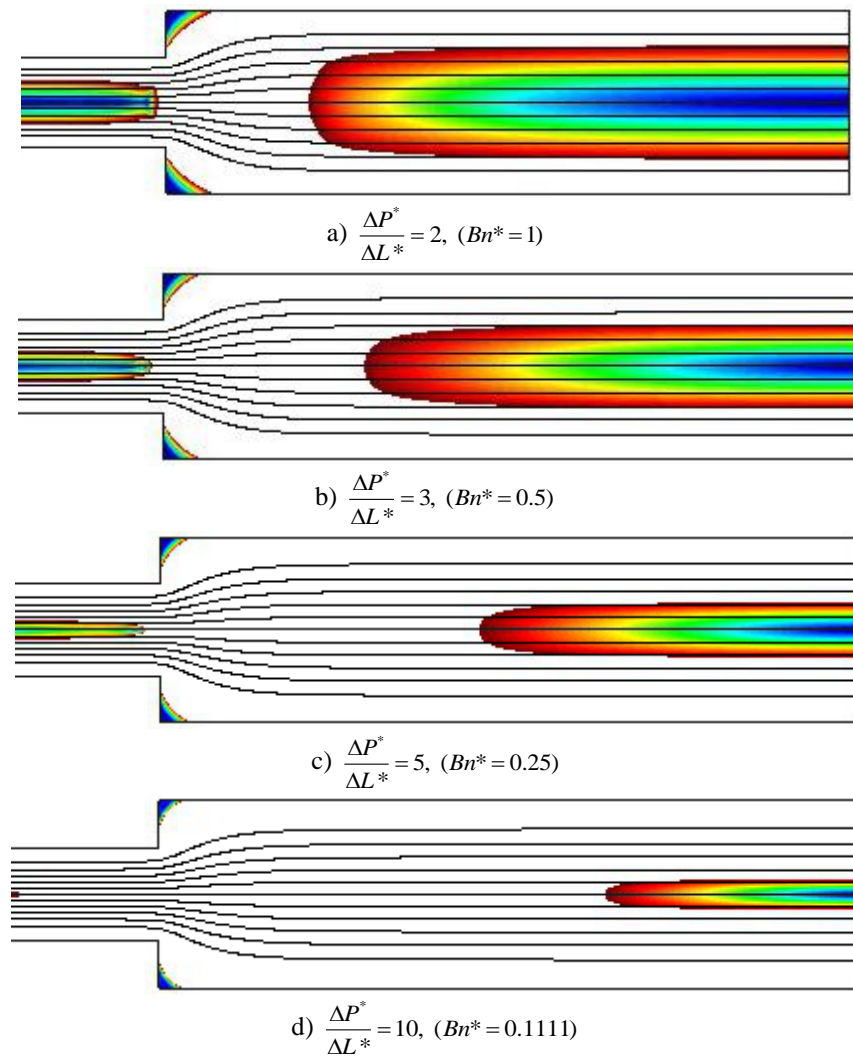 a) ΔP*/ΔL* = 2, (Bn* = 1)
b) ΔP*/ΔL* = 3, (Bn* = 0.5)
c) ΔP*/ΔL* = 5, (Bn* = 0.25)
d) ΔP*/ΔL* = 10, (Bn* = 0.1111)